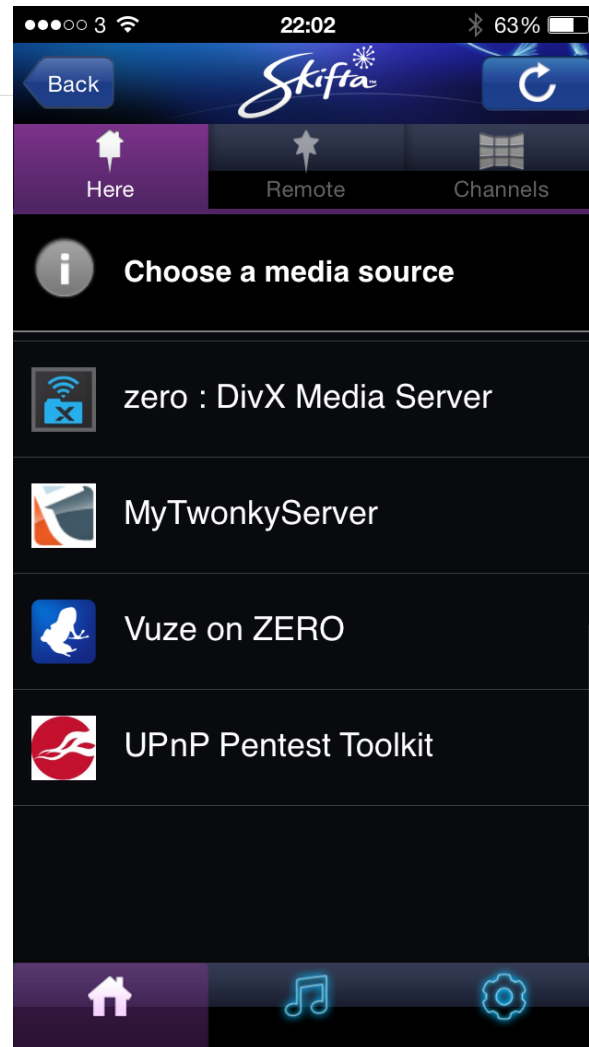 3 22:02 63%
Back Skifta™
Here Remote Channels
Choose a media source
zero : DivX Media Server
MyTwonkyServer
Vuze on ZERO
UPnP Pentest Toolkit